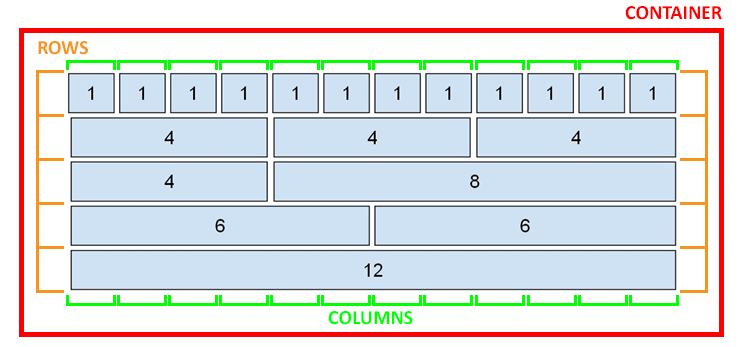 CONTAINER
ROWS
1 1 1 1 1 1 1 1 1 1 1 1
4 4 4
4 8
6 6
12
COLUMNS